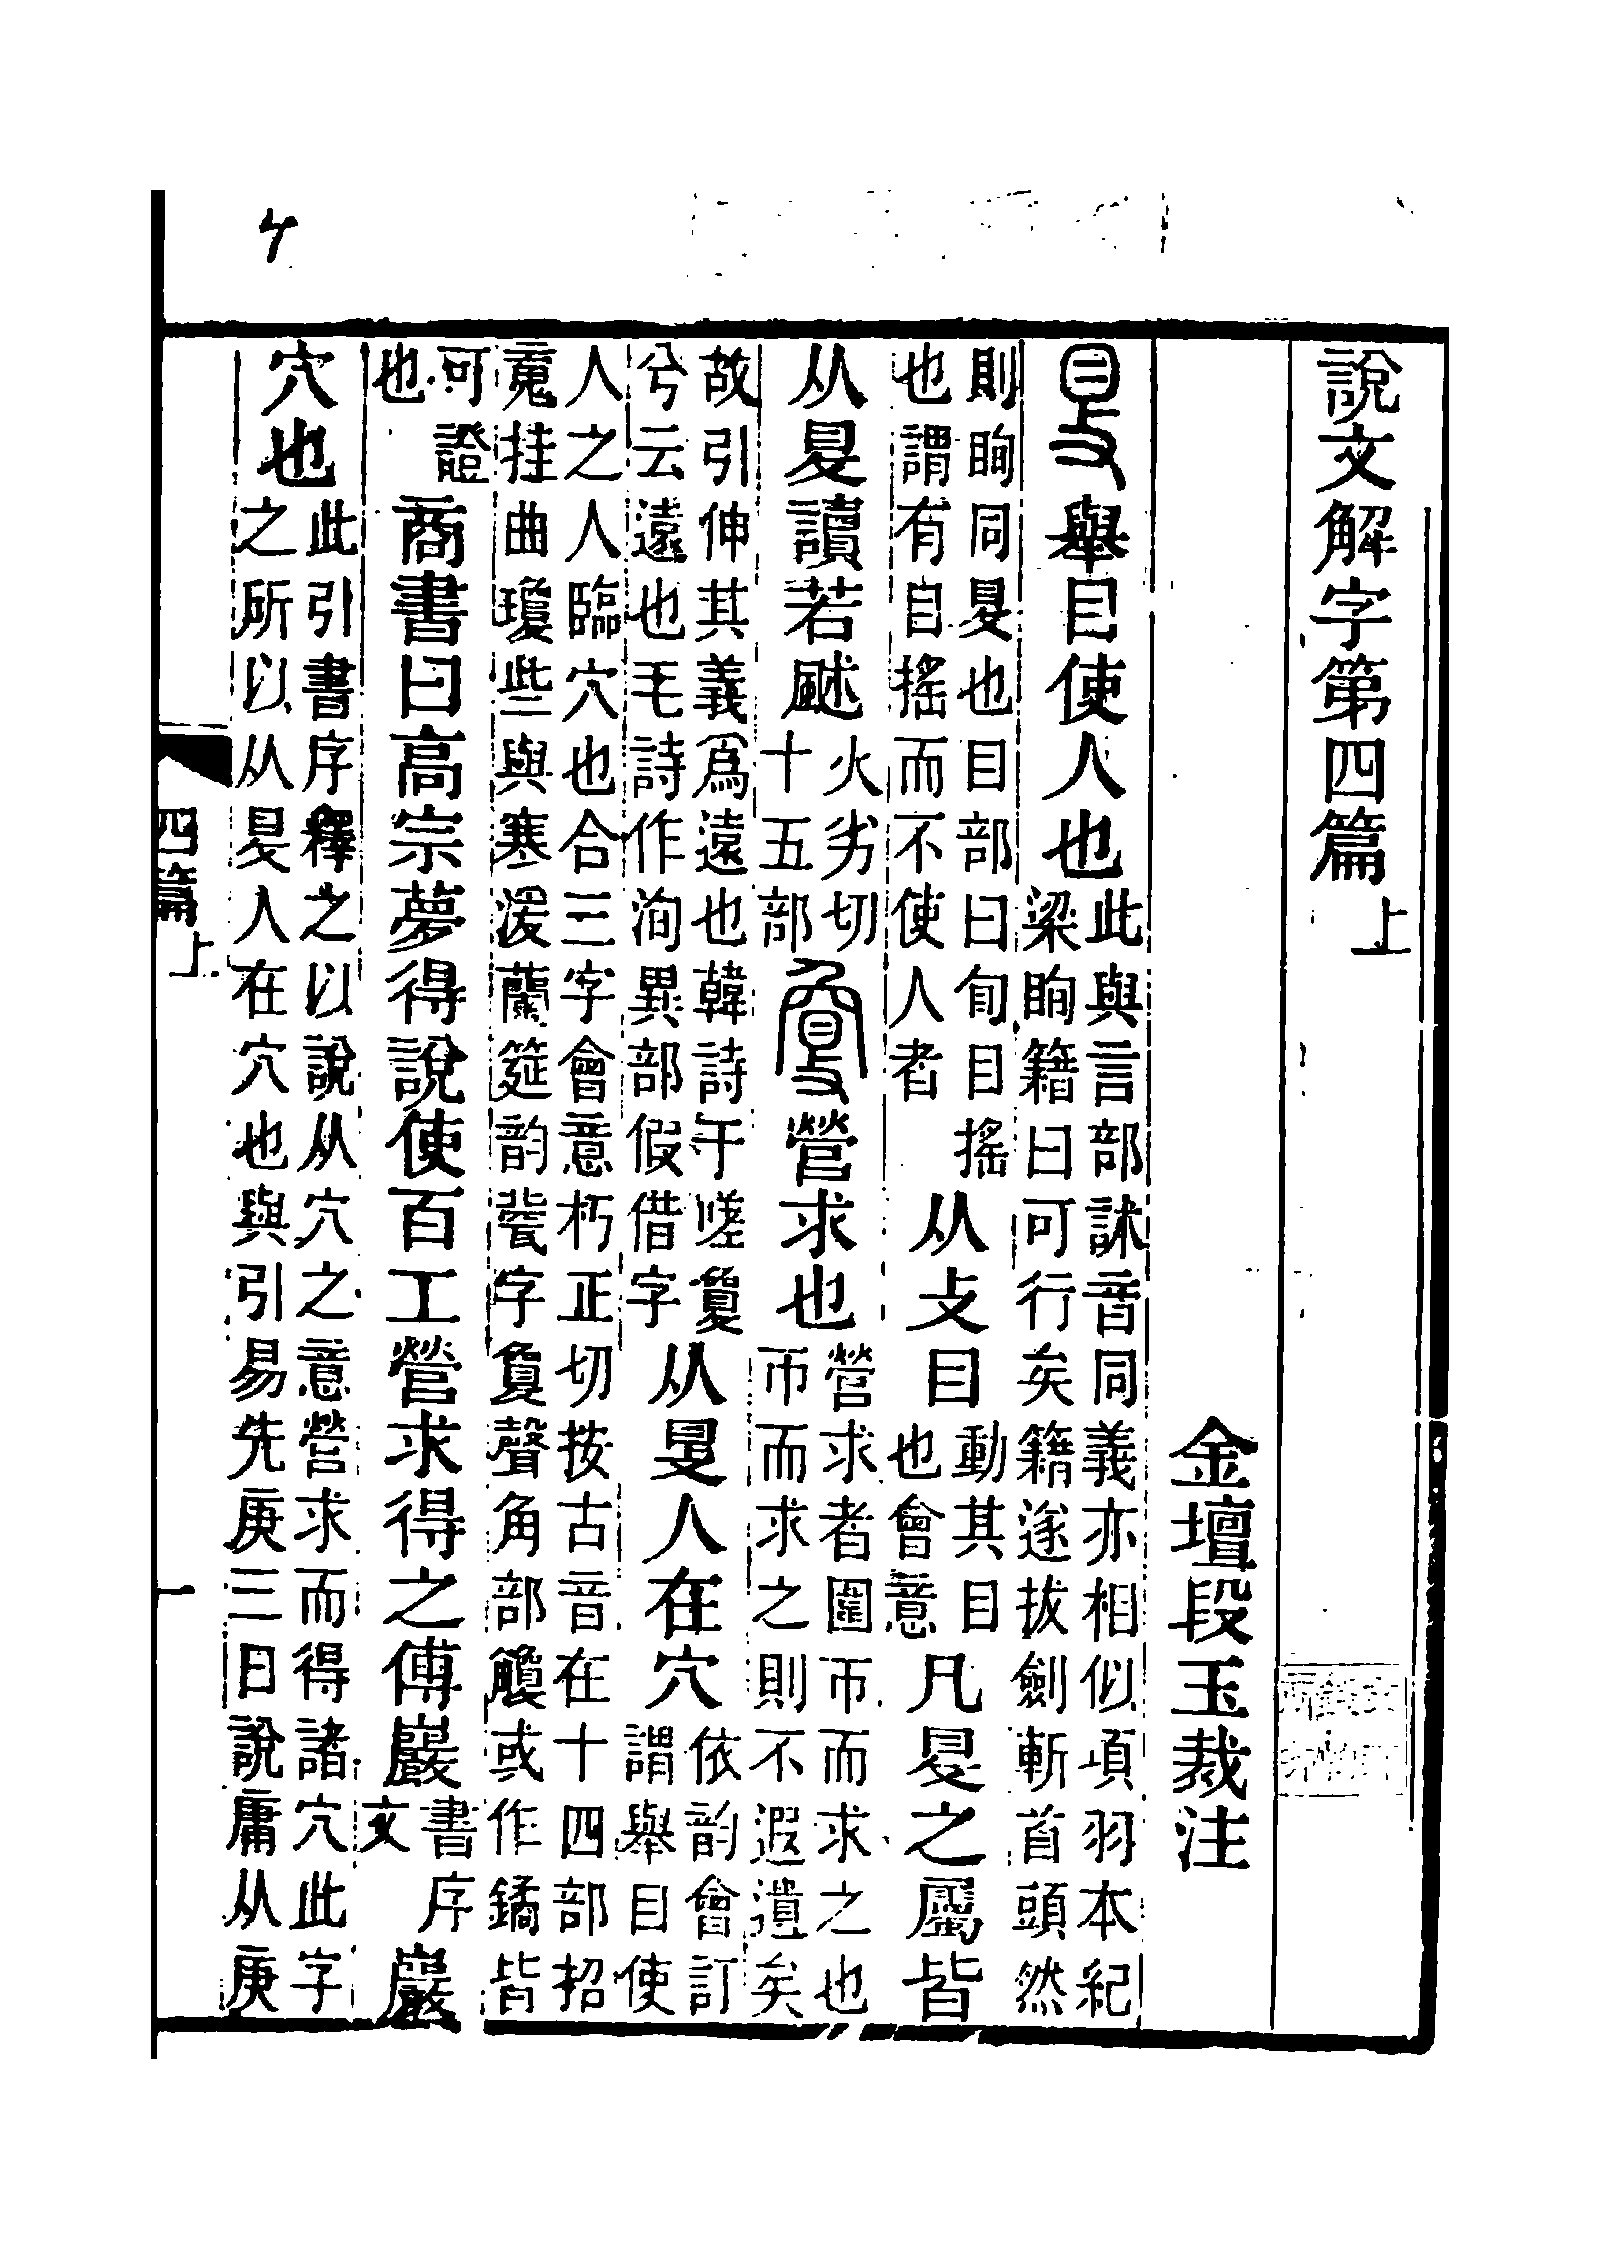 說文解字第四篇上
金壇段玉裁注
𥄎舉目使人也
此與言部訹音同義亦相似項羽本紀
梁眴籍曰可行矣籍遂拔劍斬首頭然
則眴同𥄎也目部曰旬目搖
也謂有目搖而不使人者
从攴目
動其目
也會意
凡𥄎之屬皆
从𥄎讀若䬂
火劣切
十五部
夐營求也
營求者圍帀而求之也
帀而求之則不遐遺矣
故引伸其義爲遠也韓詩于嗟夐
兮云遠也毛詩作洵異部假借字
从𥄎人在穴
依韵會訂
謂舉目使
人之人臨穴也合三字會意朽正切按古音在十四部招
䰟挂曲瓊些與寒湲蘭筵韵字夐聲角部觼或作鐍皆
可證
也
商書曰高宗夢得說使百工營求得之傅巖
書序
文
巖
穴也
此引書序釋之以說从穴之意營求而得諸穴此字
之所以从𥄎人在穴也與引易先庚三日說庸从庚
四篇上
一